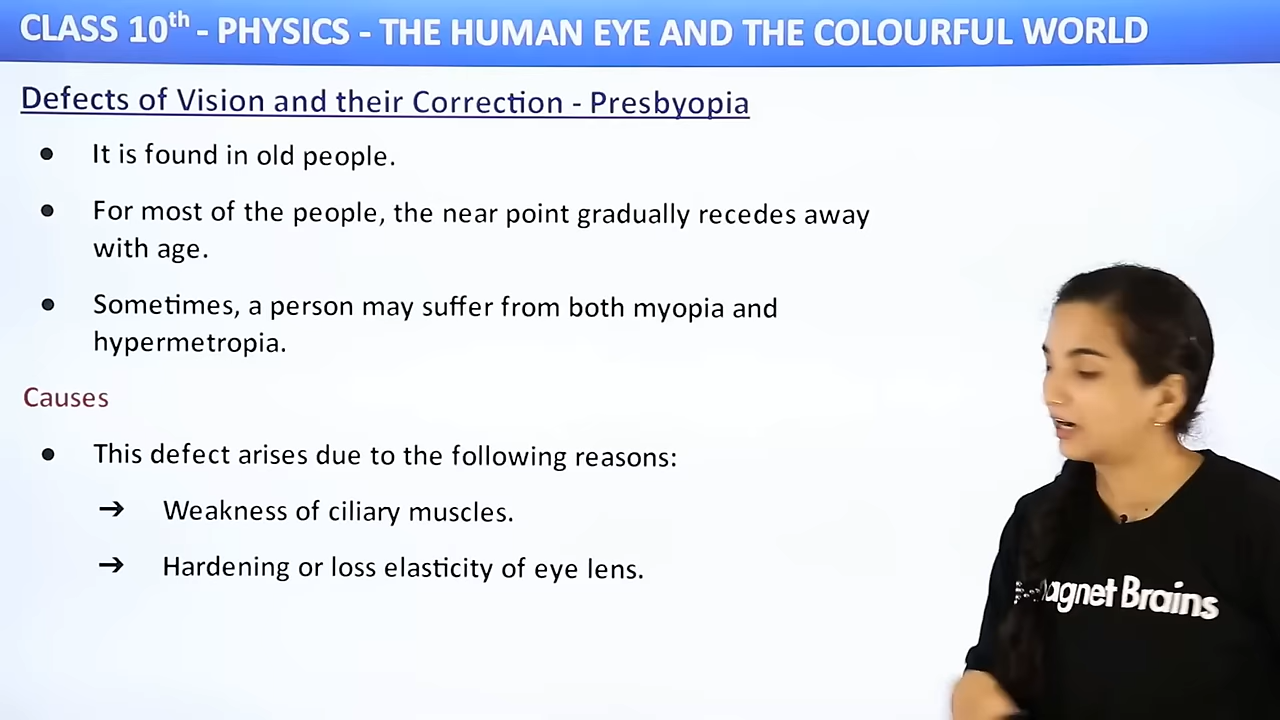 CLASS 10th - PHYSICS - THE HUMAN EYE AND THE COLOURFUL WORLD
Defects of Vision and their Correction - Presbyopia
● It is found in old people.
● For most of the people, the near point gradually recedes away
with age.
● Sometimes, a person may suffer from both myopia and
hypermetropia.
Causes
● This defect arises due to the following reasons:
➔ Weakness of ciliary muscles.
➔ Hardening or loss elasticity of eye lens.
agnet Brains